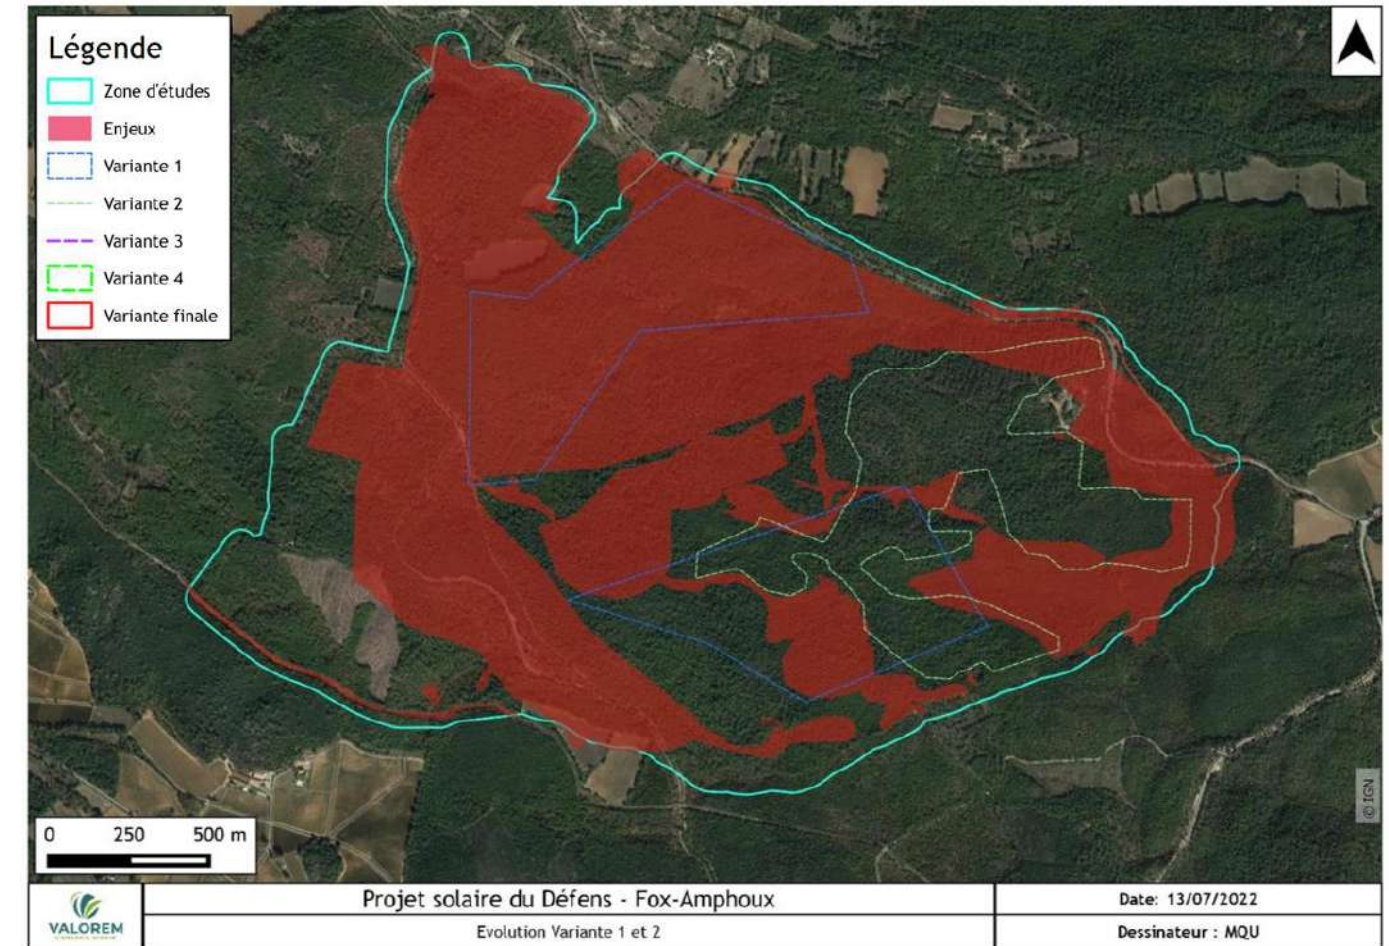 Légende
Zone d'études
Enjeux
Variante 1
Variante 2
Variante 3
Variante 4
Variante finale
© IGN
0 250 500 m
VALOREM
Projet solaire du Défens - Fox-Amphoux
Evolution Variante 1 et 2
Date: 13/07/2022
Dessinateur : MQU